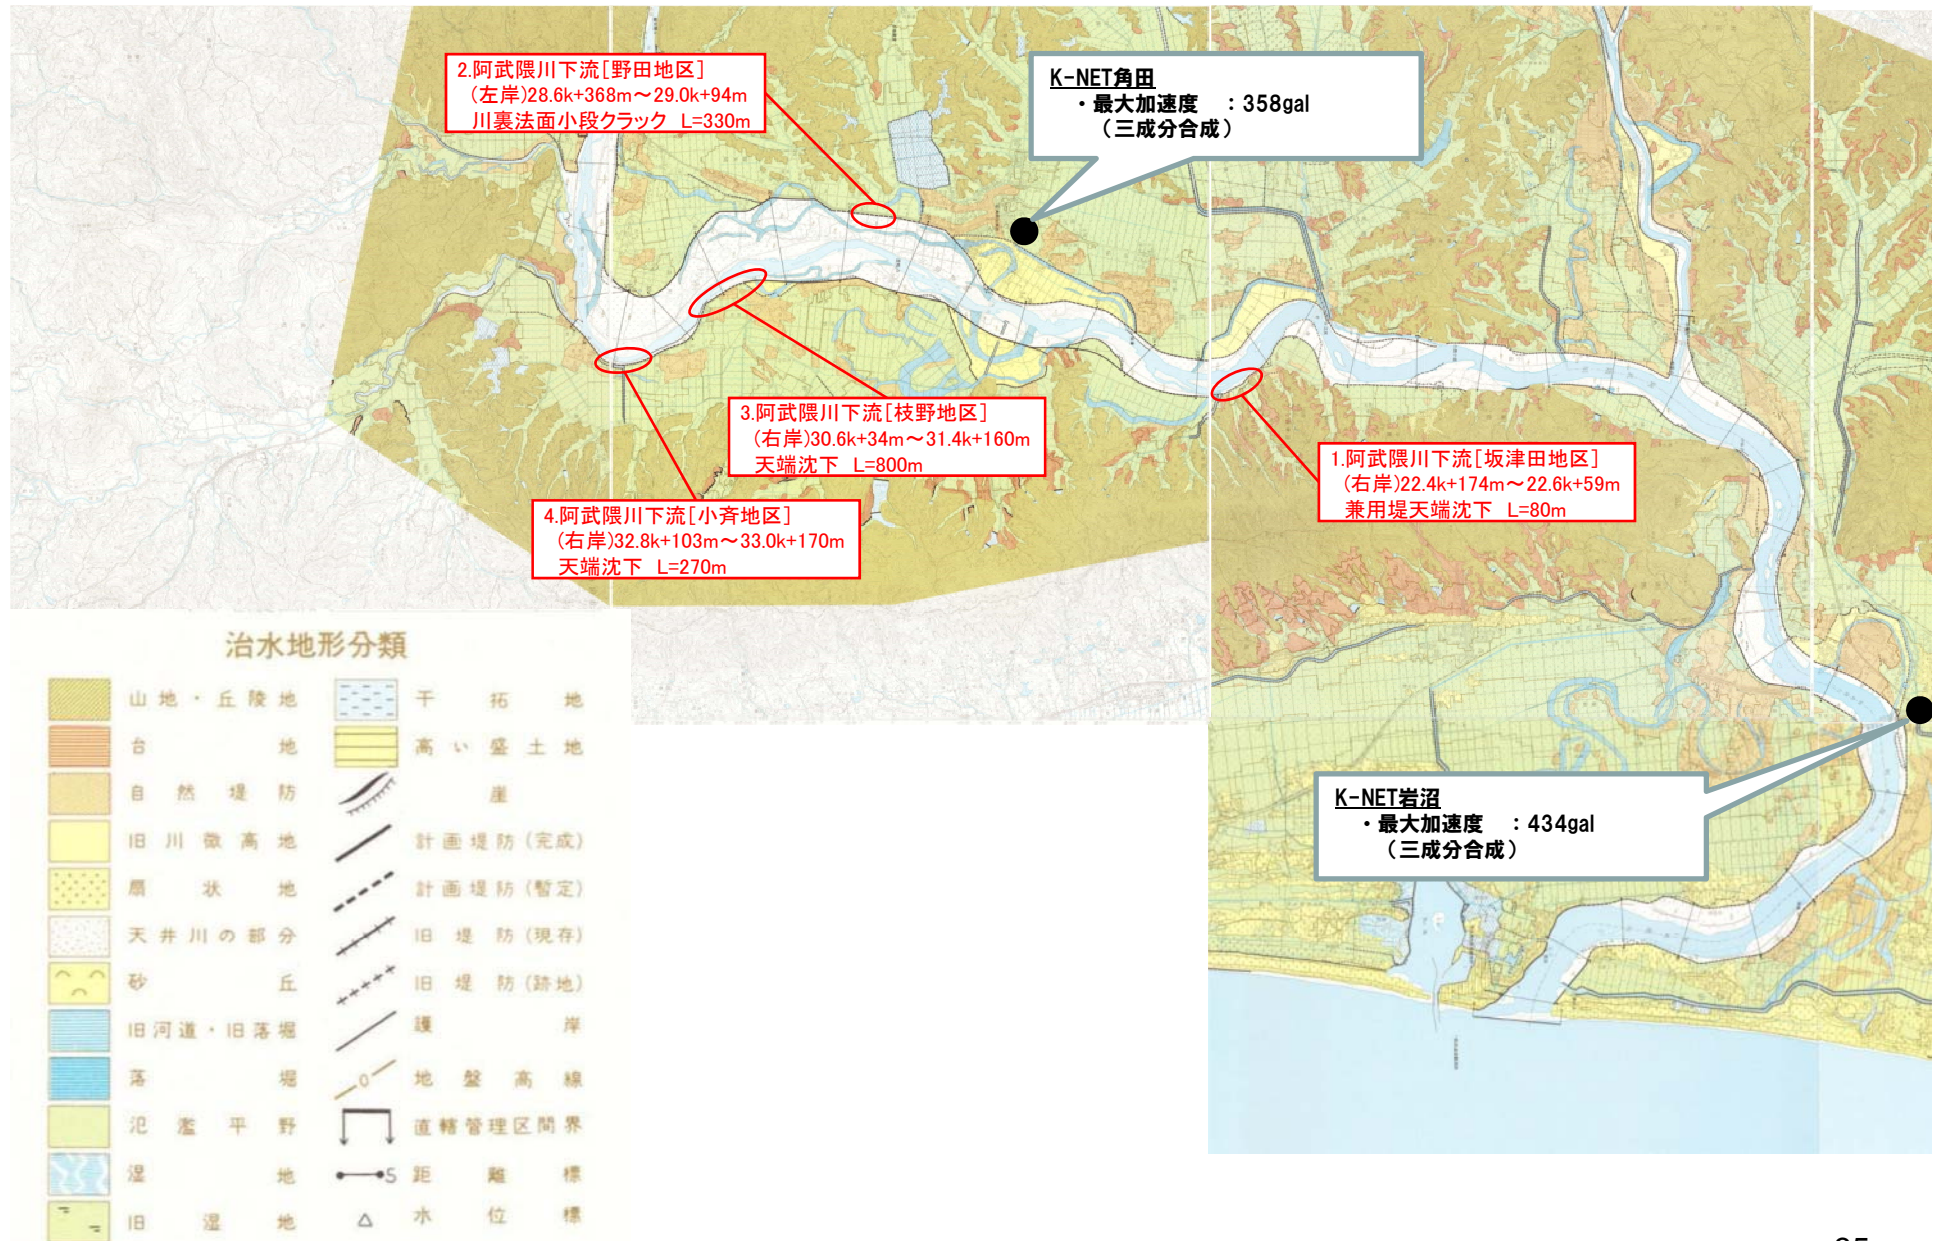 2.阿武隈川下流[野田地区]
(左岸)28.6k+368m～29.0k+94m
川裏法面小段クラック L=330m
K-NET角田
・最大加速度 ：358gal
（三成分合成）
3.阿武隈川下流[枝野地区]
(右岸)30.6k+34m～31.4k+160m
天端沈下 L=800m
1.阿武隈川下流[坂津田地区]
(右岸)22.4k+174m～22.6k+59m
兼用堤天端沈下 L=80m
4.阿武隈川下流[小斉地区]
(右岸)32.8k+103m～33.0k+170m
天端沈下 L=270m
K-NET岩沼
・最大加速度 ：434gal
（三成分合成）
治水地形分類
山地・丘陵地
台地
自然堤防
旧川微高地
扇状地
天井川の部分
砂丘
旧河道・旧落堀
落堀
氾濫平野
湿地
旧湿地
干拓地
高い盛土地
崖
計画堤防(完成)
計画堤防(暫定)
旧堤防(現存)
旧堤防(跡地)
護岸
0 地盤高線
直轄管理区間界
5 距離標
水位標